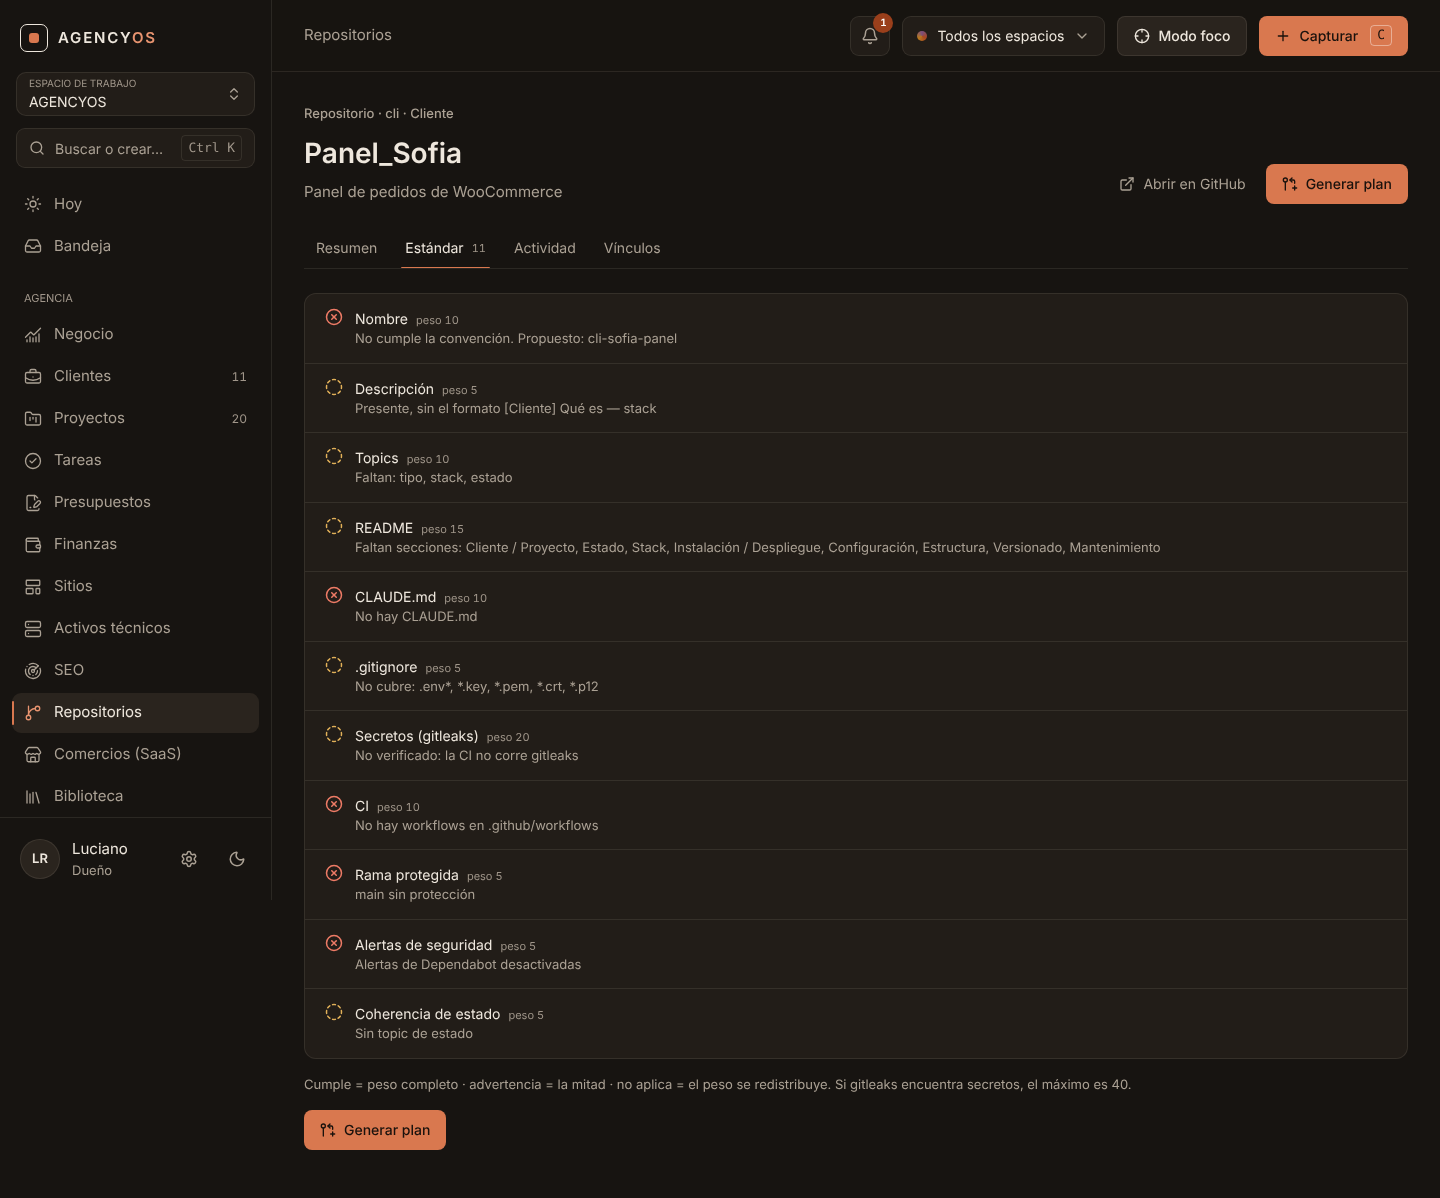 AGENCYOS
ESPACIO DE TRABAJO
AGENCYOS
Buscar o crear... Ctrl K
Hoy
Bandeja
AGENCIA
Negocio
Clientes 11
Proyectos 20
Tareas
Presupuestos
Finanzas
Sitios
Activos técnicos
SEO
Repositorios
Comercios (SaaS)
Biblioteca
LR
Luciano
Dueño
Repositorios
1
Todos los espacios
Modo foco
Capturar C
Repositorio · cli · Cliente
Panel_Sofia
Panel de pedidos de WooCommerce
Abrir en GitHub
Generar plan
Resumen
Estándar 11
Actividad
Vínculos
Nombre peso 10
No cumple la convención. Propuesto: cli-sofia-panel
Descripción peso 5
Presente, sin el formato [Cliente] Qué es — stack
Topics peso 10
Faltan: tipo, stack, estado
README peso 15
Faltan secciones: Cliente / Proyecto, Estado, Stack, Instalación / Despliegue, Configuración, Estructura, Versionado, Mantenimiento
CLAUDE.md peso 10
No hay CLAUDE.md
.gitignore peso 5
No cubre: .env*, *.key, *.pem, *.crt, *.p12
Secretos (gitleaks) peso 20
No verificado: la CI no corre gitleaks
CI peso 10
No hay workflows en .github/workflows
Rama protegida peso 5
main sin protección
Alertas de seguridad peso 5
Alertas de Dependabot desactivadas
Coherencia de estado peso 5
Sin topic de estado
Cumple = peso completo · advertencia = la mitad · no aplica = el peso se redistribuye. Si gitleaks encuentra secretos, el máximo es 40.
Generar plan